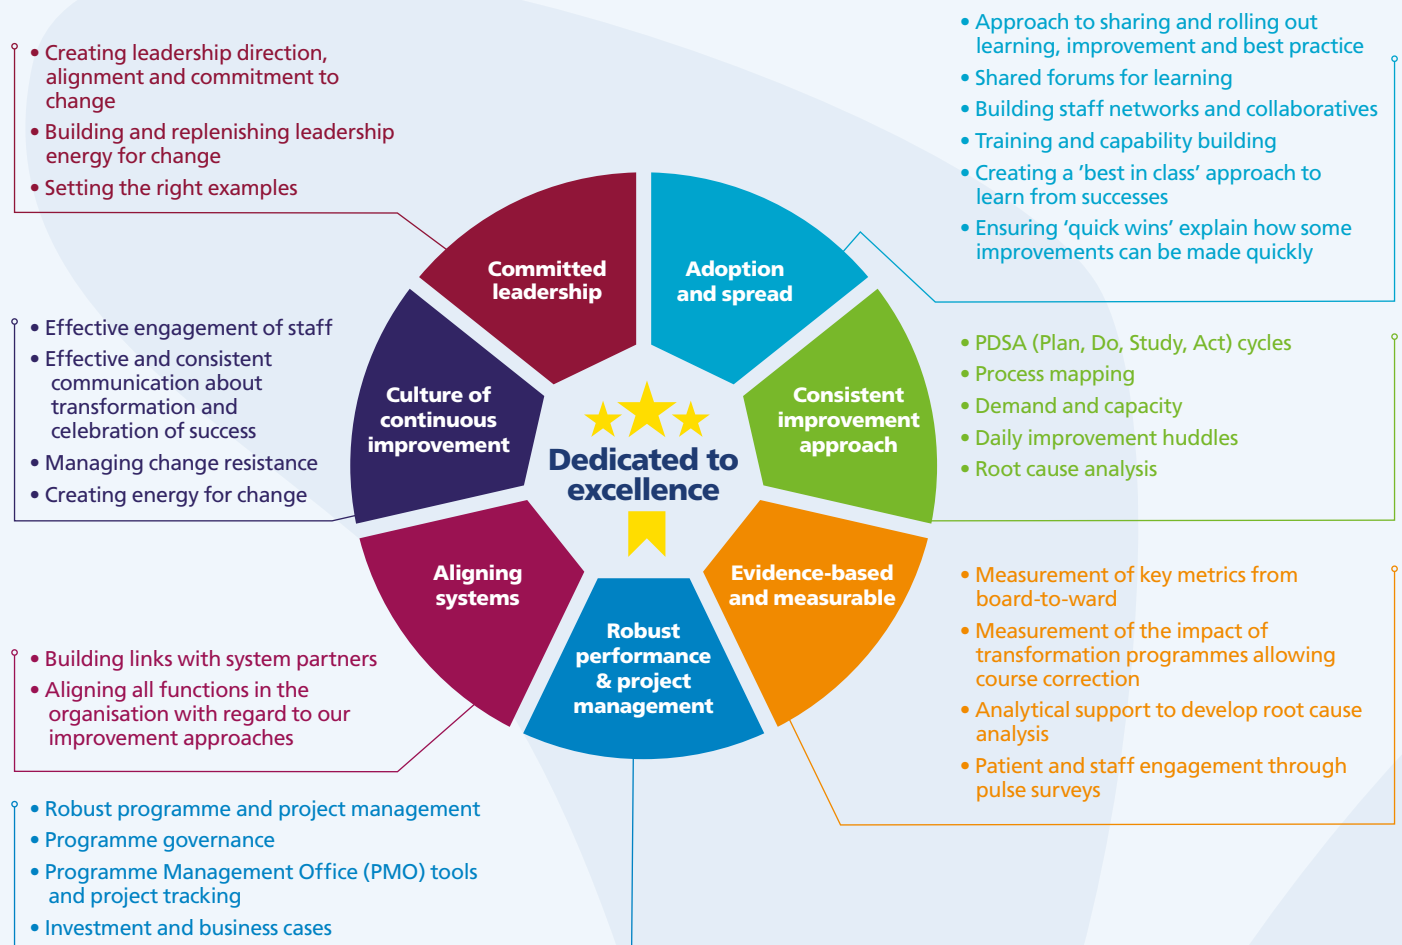 • Creating leadership direction,
alignment and commitment to
change
• Building and replenishing leadership
energy for change
• Setting the right examples
• Approach to sharing and rolling out
learning, improvement and best practice
• Shared forums for learning
• Building staff networks and collaboratives
• Training and capability building
• Creating a ’best in class’ approach to
learn from successes
• Ensuring ‘quick wins’ explain how some
improvements can be made quickly
Committed
leadership
Adoption
and spread
• Effective engagement of staff
• Effective and consistent
communication about
transformation and
celebration of success
• Managing change resistance
• Creating energy for change
Culture of
continuous
improvement
Dedicated to
excellence
Consistent
improvement
approach
• PDSA (Plan, Do, Study, Act) cycles
• Process mapping
• Demand and capacity
• Daily improvement huddles
• Root cause analysis
Aligning
systems
Robust
performance
& project
management
Evidence-based
and measurable
• Measurement of key metrics from
board-to-ward
• Measurement of the impact of
transformation programmes allowing
course correction
• Analytical support to develop root cause
analysis
• Patient and staff engagement through
pulse surveys
• Building links with system partners
• Aligning all functions in the
organisation with regard to our
improvement approaches
• Robust programme and project management
• Programme governance
• Programme Management Office (PMO) tools
and project tracking
• Investment and business cases